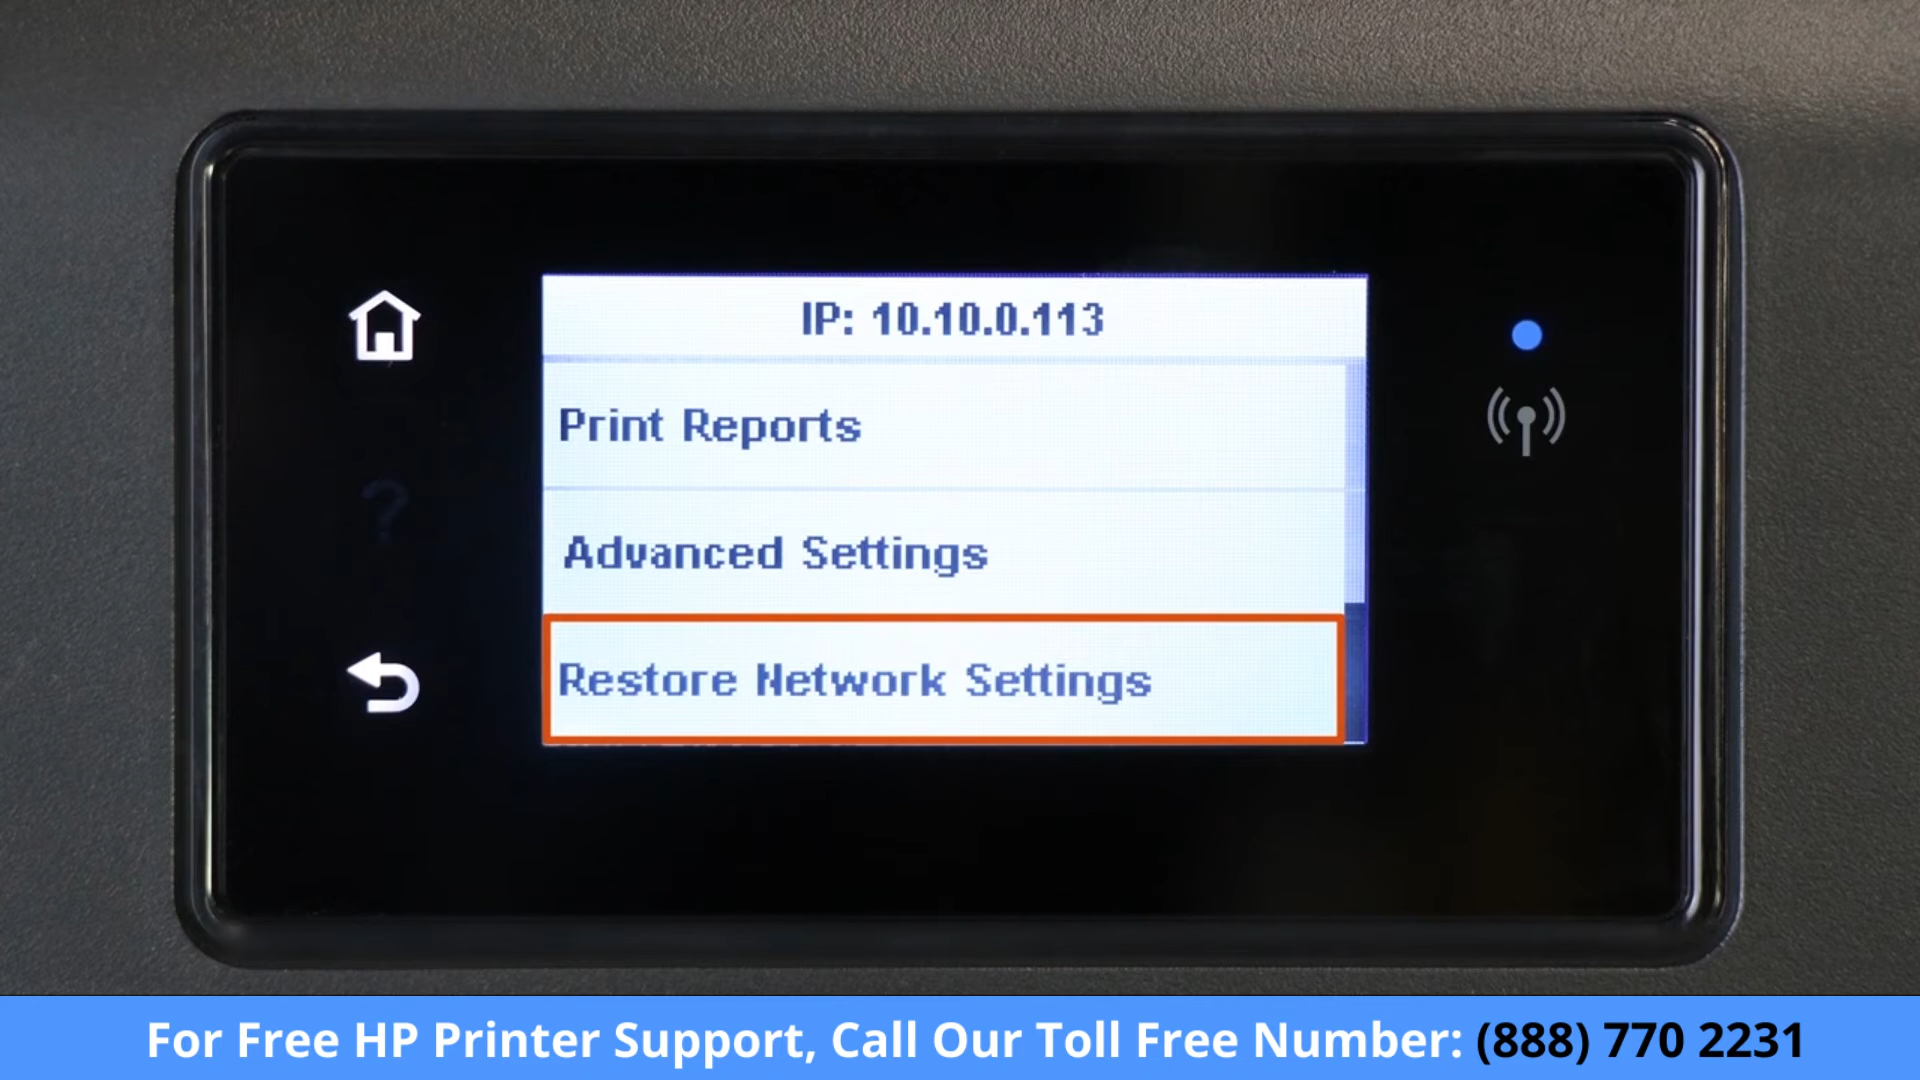 IP: 10.10.0.113
Print Reports
Advanced Settings
Restore Network Settings
?
For Free HP Printer Support, Call Our Toll Free Number: (888) 770 2231